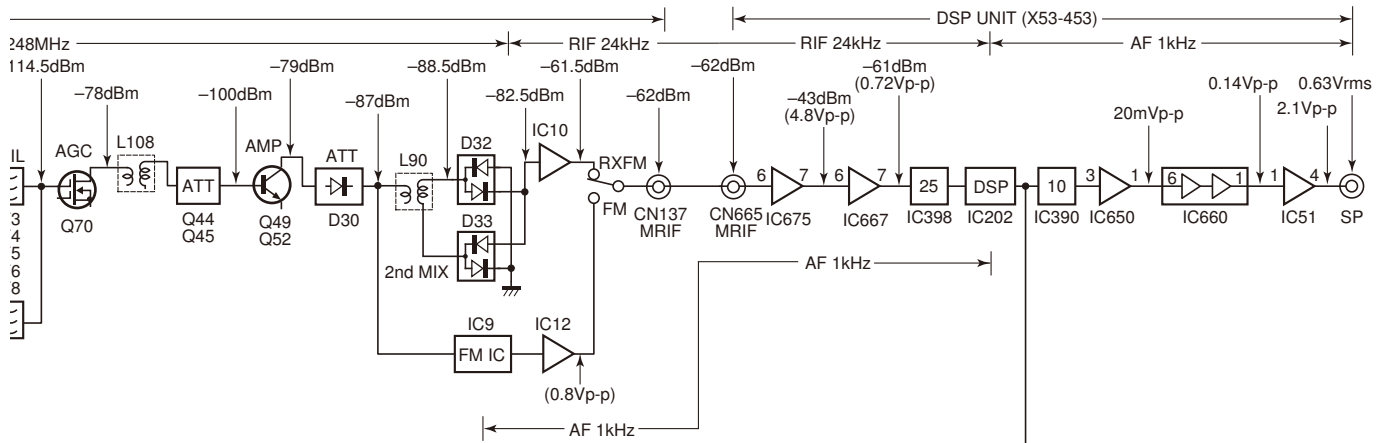 DSP UNIT (X53-453)
248MHz
RIF 24kHz
RIF 24kHz
AF 1kHz
114.5dBm
–78dBm
–100dBm
–79dBm
–87dBm
–88.5dBm
–82.5dBm
–61.5dBm
–62dBm
–62dBm
–43dBm
(4.8Vp-p)
–61dBm
(0.72Vp-p)
20mVp-p
0.14Vp-p
2.1Vp-p
0.63Vrms
IL
AGC
L108
AMP
ATT
L90
D32
IC10
RXFM
FM
D33
ATT
6
7
6
7
25
DSP
10
3
1
6
1
1
4
3
4
5
6
8
Q70
Q44
Q45
Q49
Q52
D30
2nd MIX
CN137
MRIF
CN665
MRIF
IC675
IC667
IC398
IC202
IC390
IC650
IC660
IC51
SP
AF 1kHz
IC9
FM IC
IC12
(0.8Vp-p)
AF 1kHz